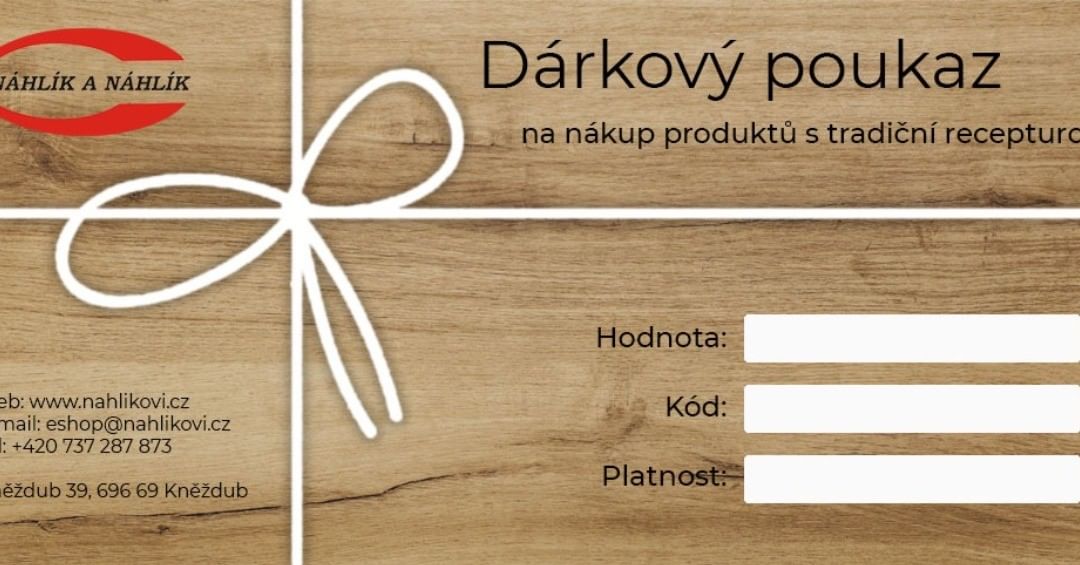 NÁHLÍK A NÁHLÍK
Dárkový poukaz
na nákup produktů s tradiční recepturo
Hodnota:
Kód:
Platnost:
eb: www.nahlikovi.cz
mail: eshop@nahlikovi.cz
l: +420 737 287 873
něždub 39, 696 69 Kněždub